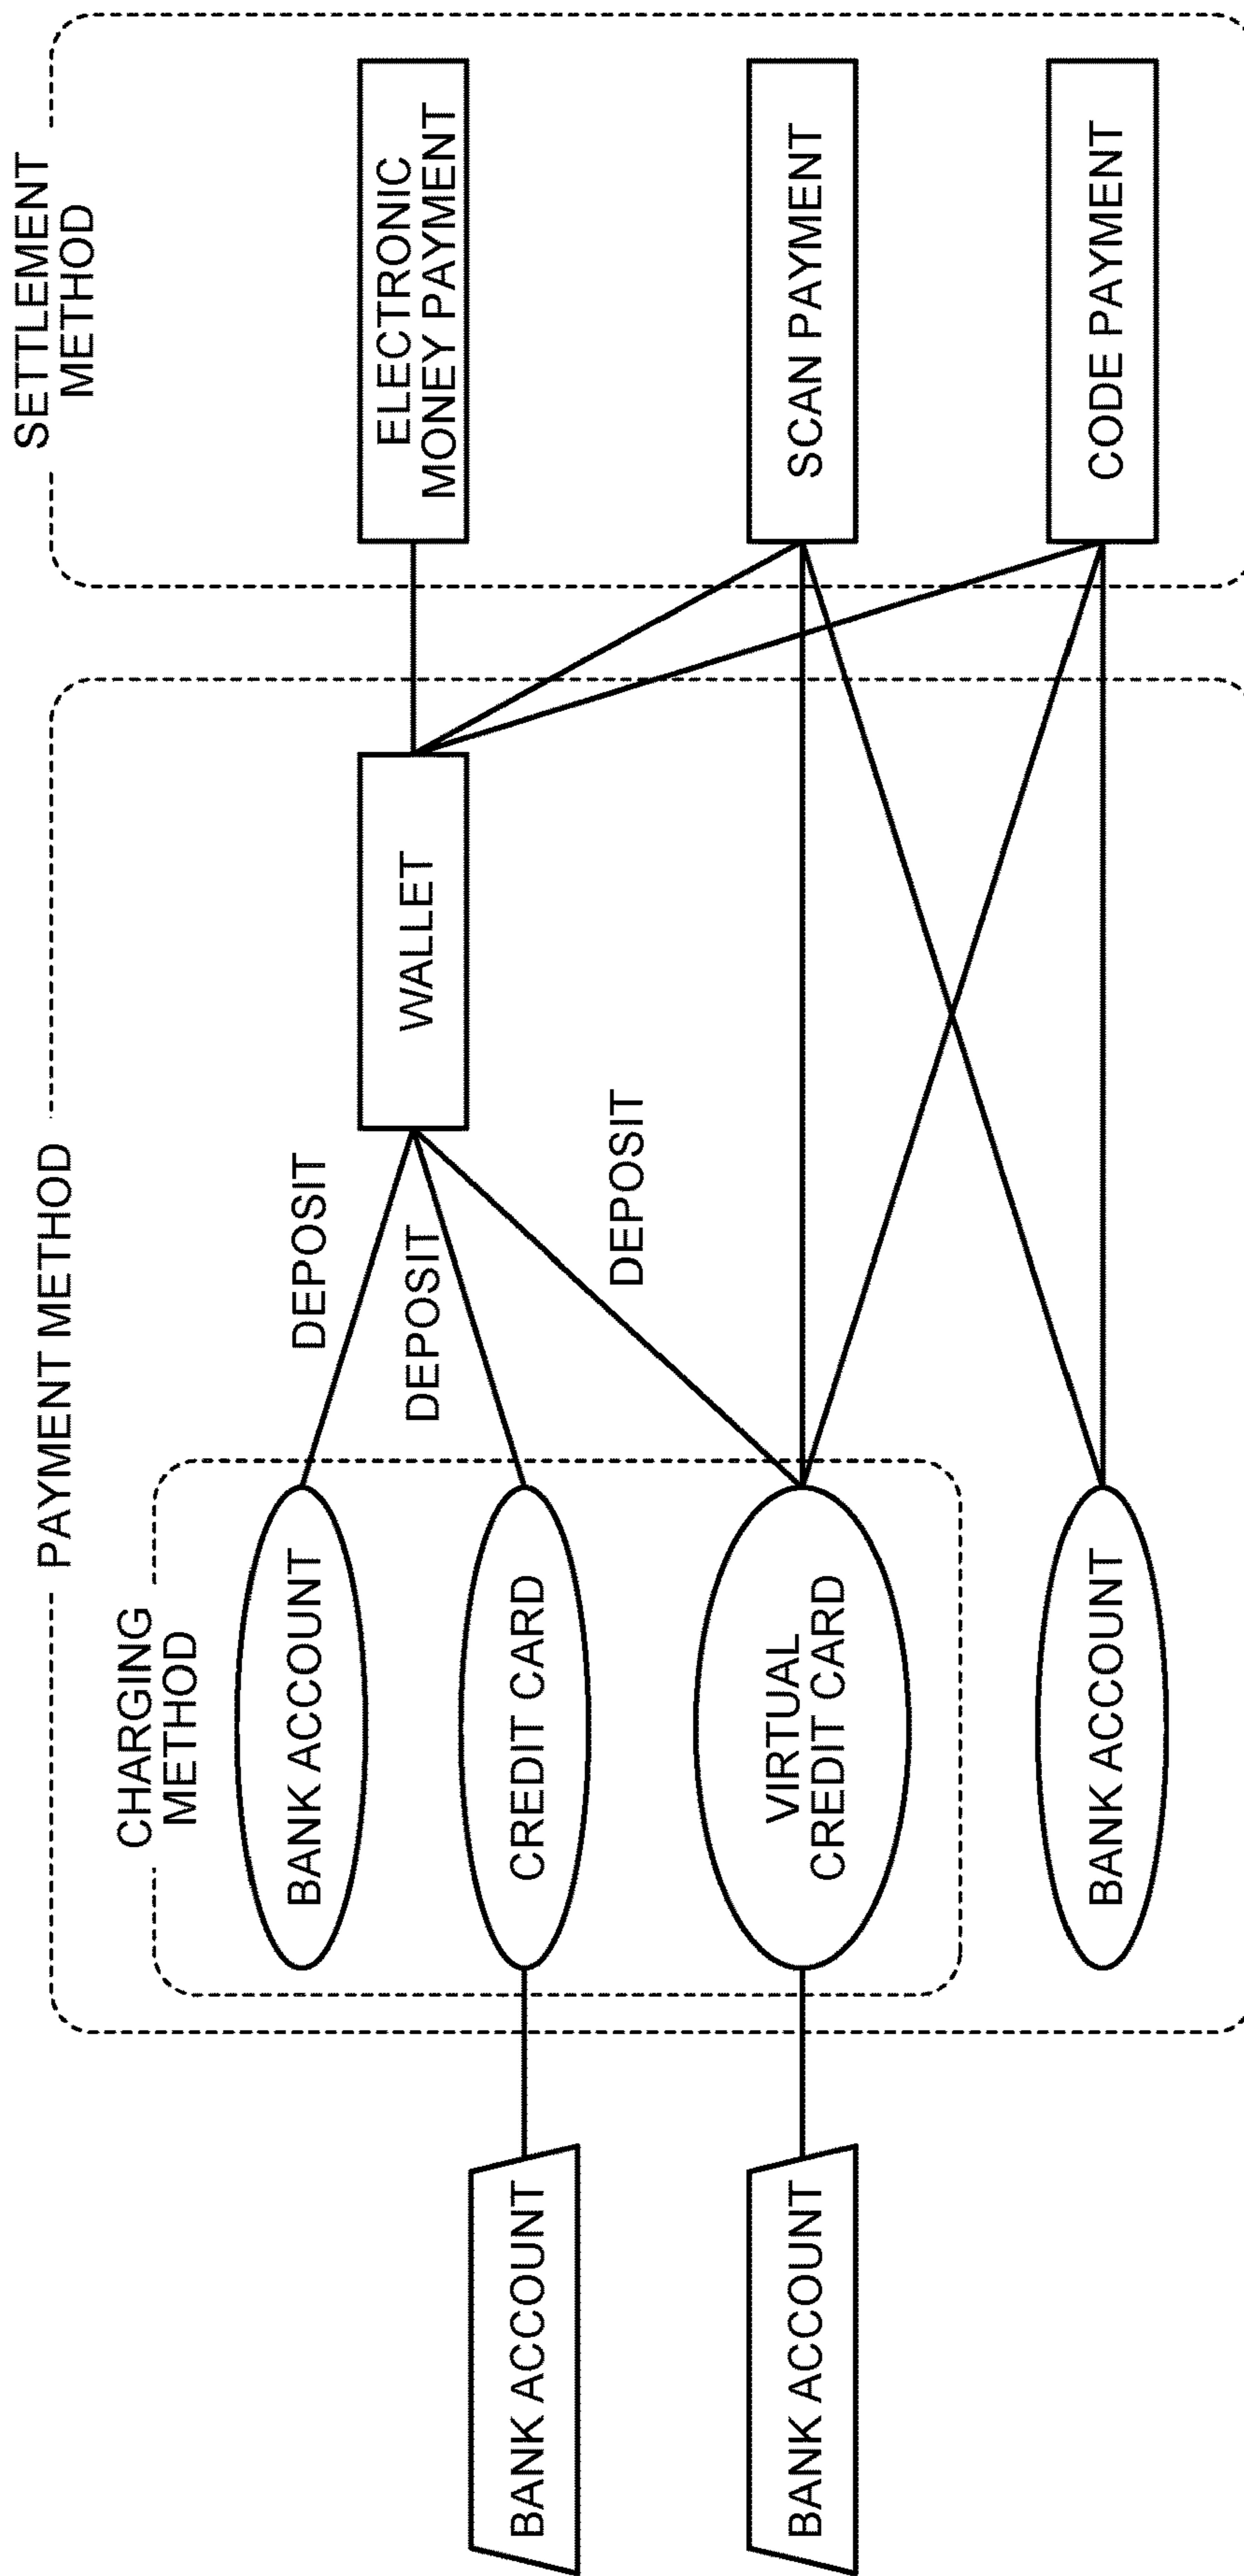 SETTLEMENT
METHOD
PAYMENT METHOD
CHARGING
METHOD
BANK ACCOUNT
DEPOSIT
WALLET
ELECTRONIC
MONEY PAYMENT
BANK ACCOUNT
CREDIT CARD
DEPOSIT
DEPOSIT
BANK ACCOUNT
VIRTUAL
CREDIT CARD
SCAN PAYMENT
BANK ACCOUNT
CODE PAYMENT